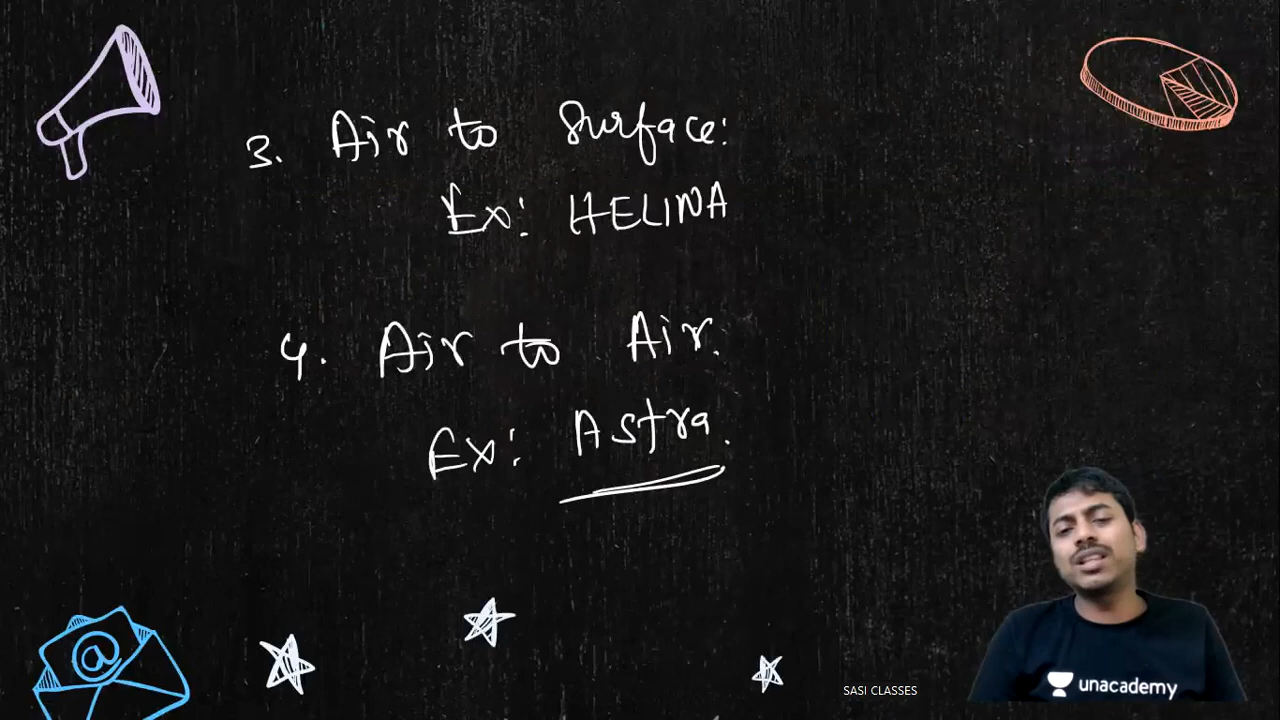 3. Air to Surface:
Ex: HELINA
4. Air to Air.
Ex: Astra.
@
unacademy
SASI CLASSES